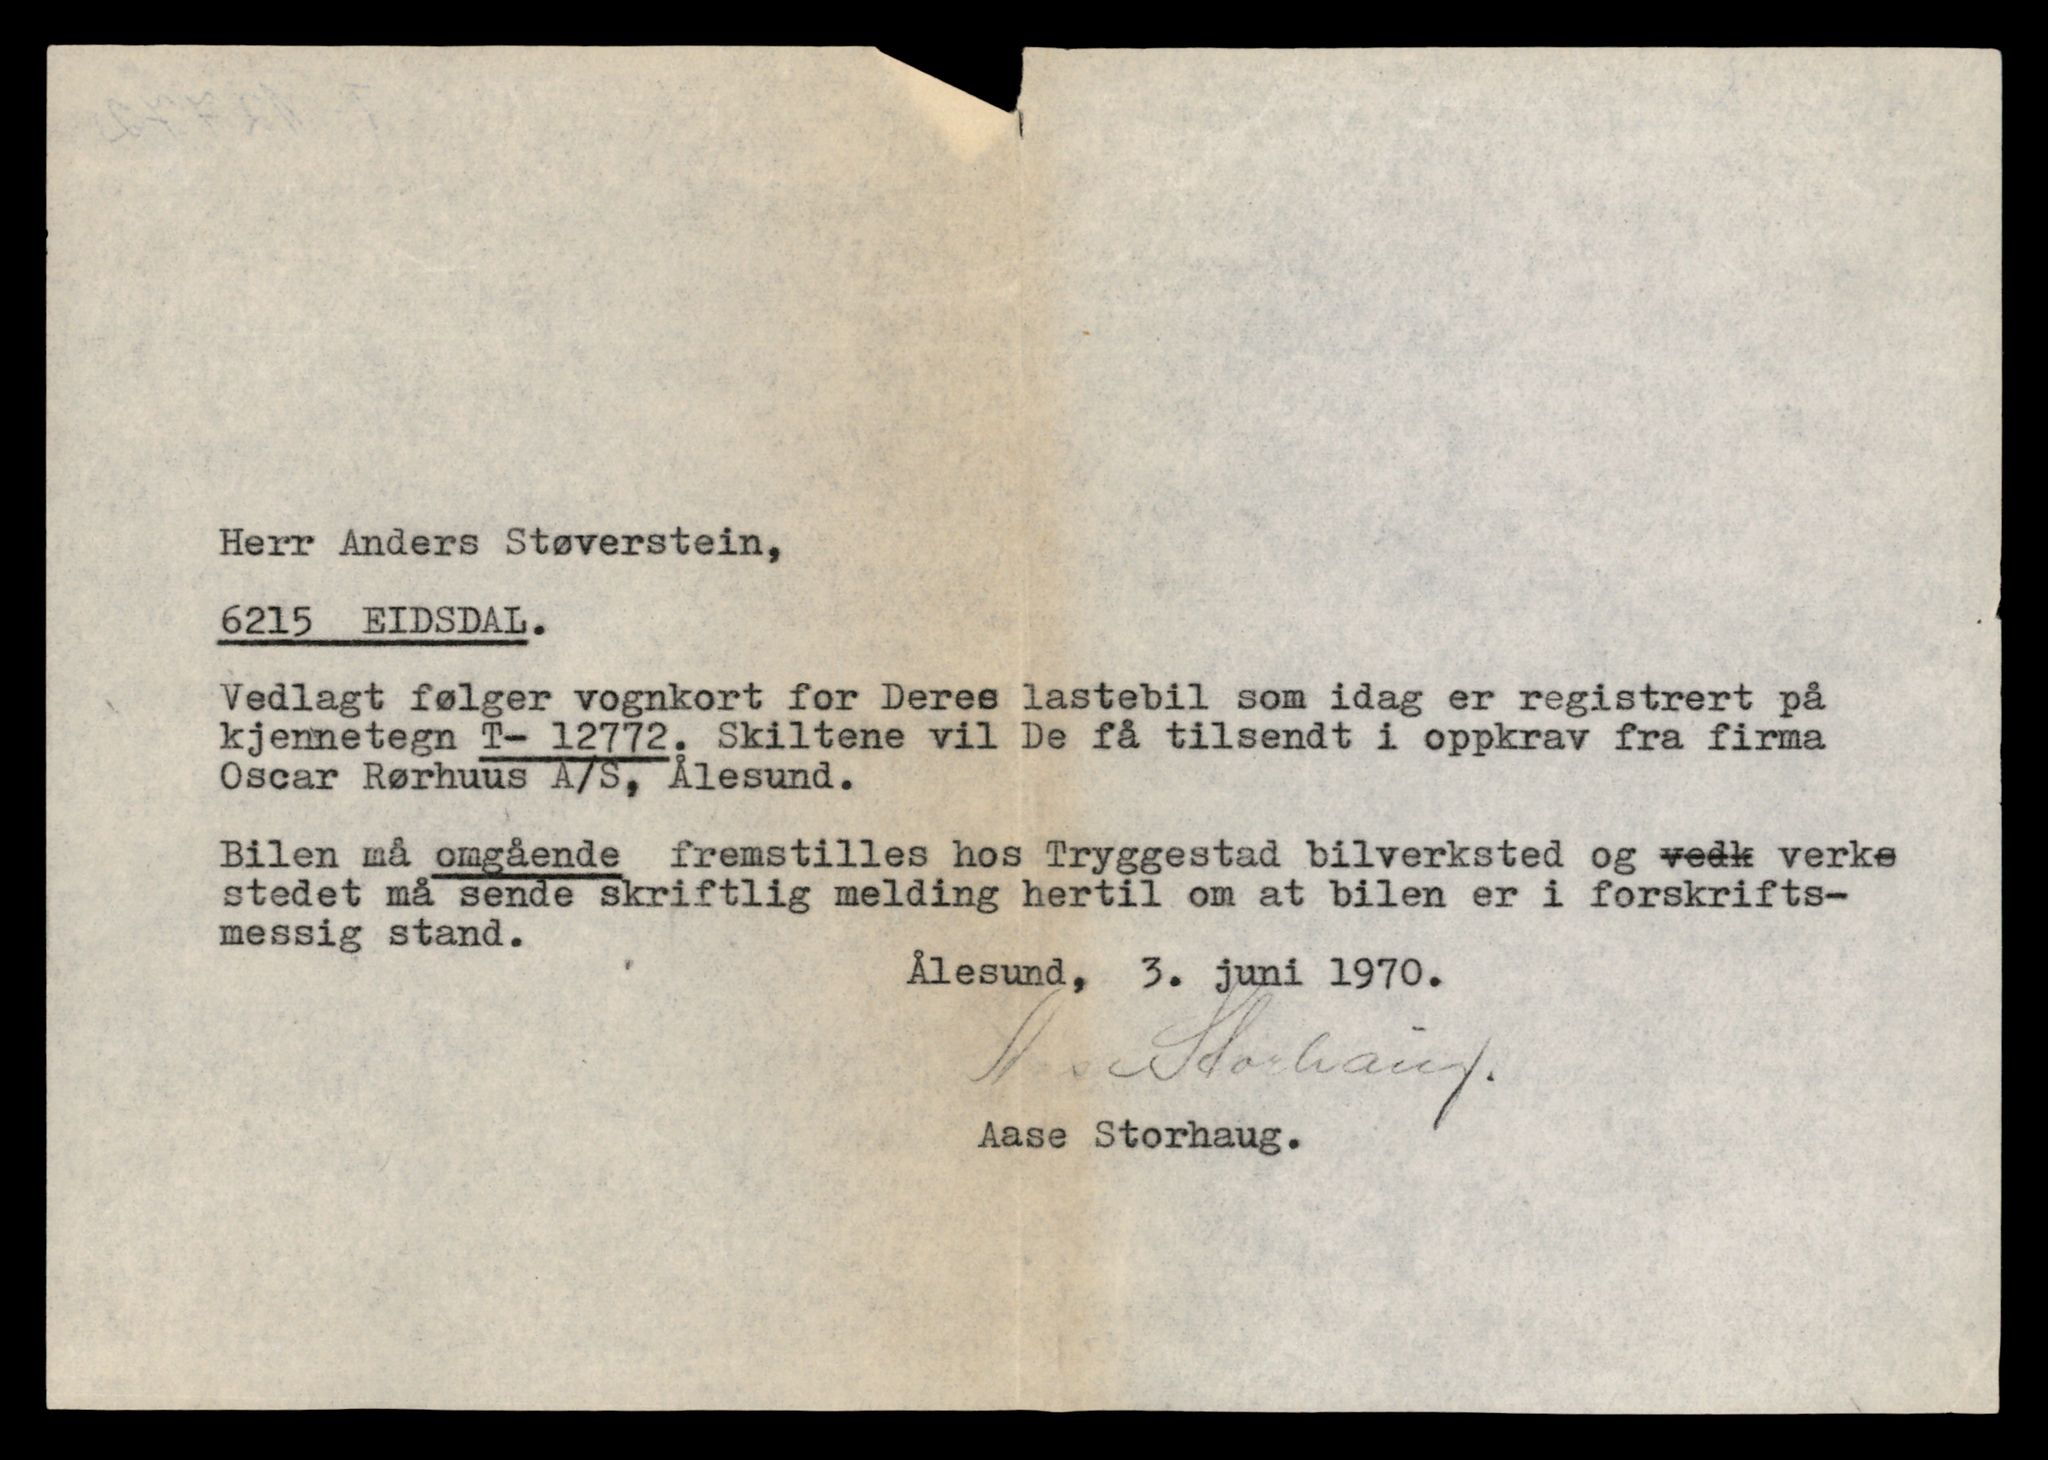 Herr Anders Støverstein,
6215 EIDSDAL.
Vedlagt følger vognkort for Deres lastebil som idag er registrert på
kjennetegn T- 12772. Skiltene vil De få tilsendt i oppkrav fra firma
Oscar Rørhuus A/S, Ålesund.
Bilen må omgående fremstilles hos Tryggestad bilverksted og vedk verks
stedet må sende skriftlig melding hertil om at bilen er i forskrifts-
messig stand.
Ålesund, 3. juni 1970.
Aase Storhaug.
Aase Storhaug.